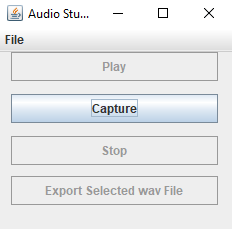 Audio Stu...
File
Play
Capture
Stop
Export Selected wav File